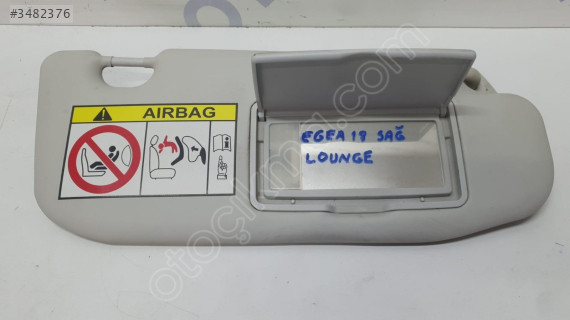 #3482376
AIRBAG
EGEA 18 SAĞ
LOUNGE
otoçıkma.com